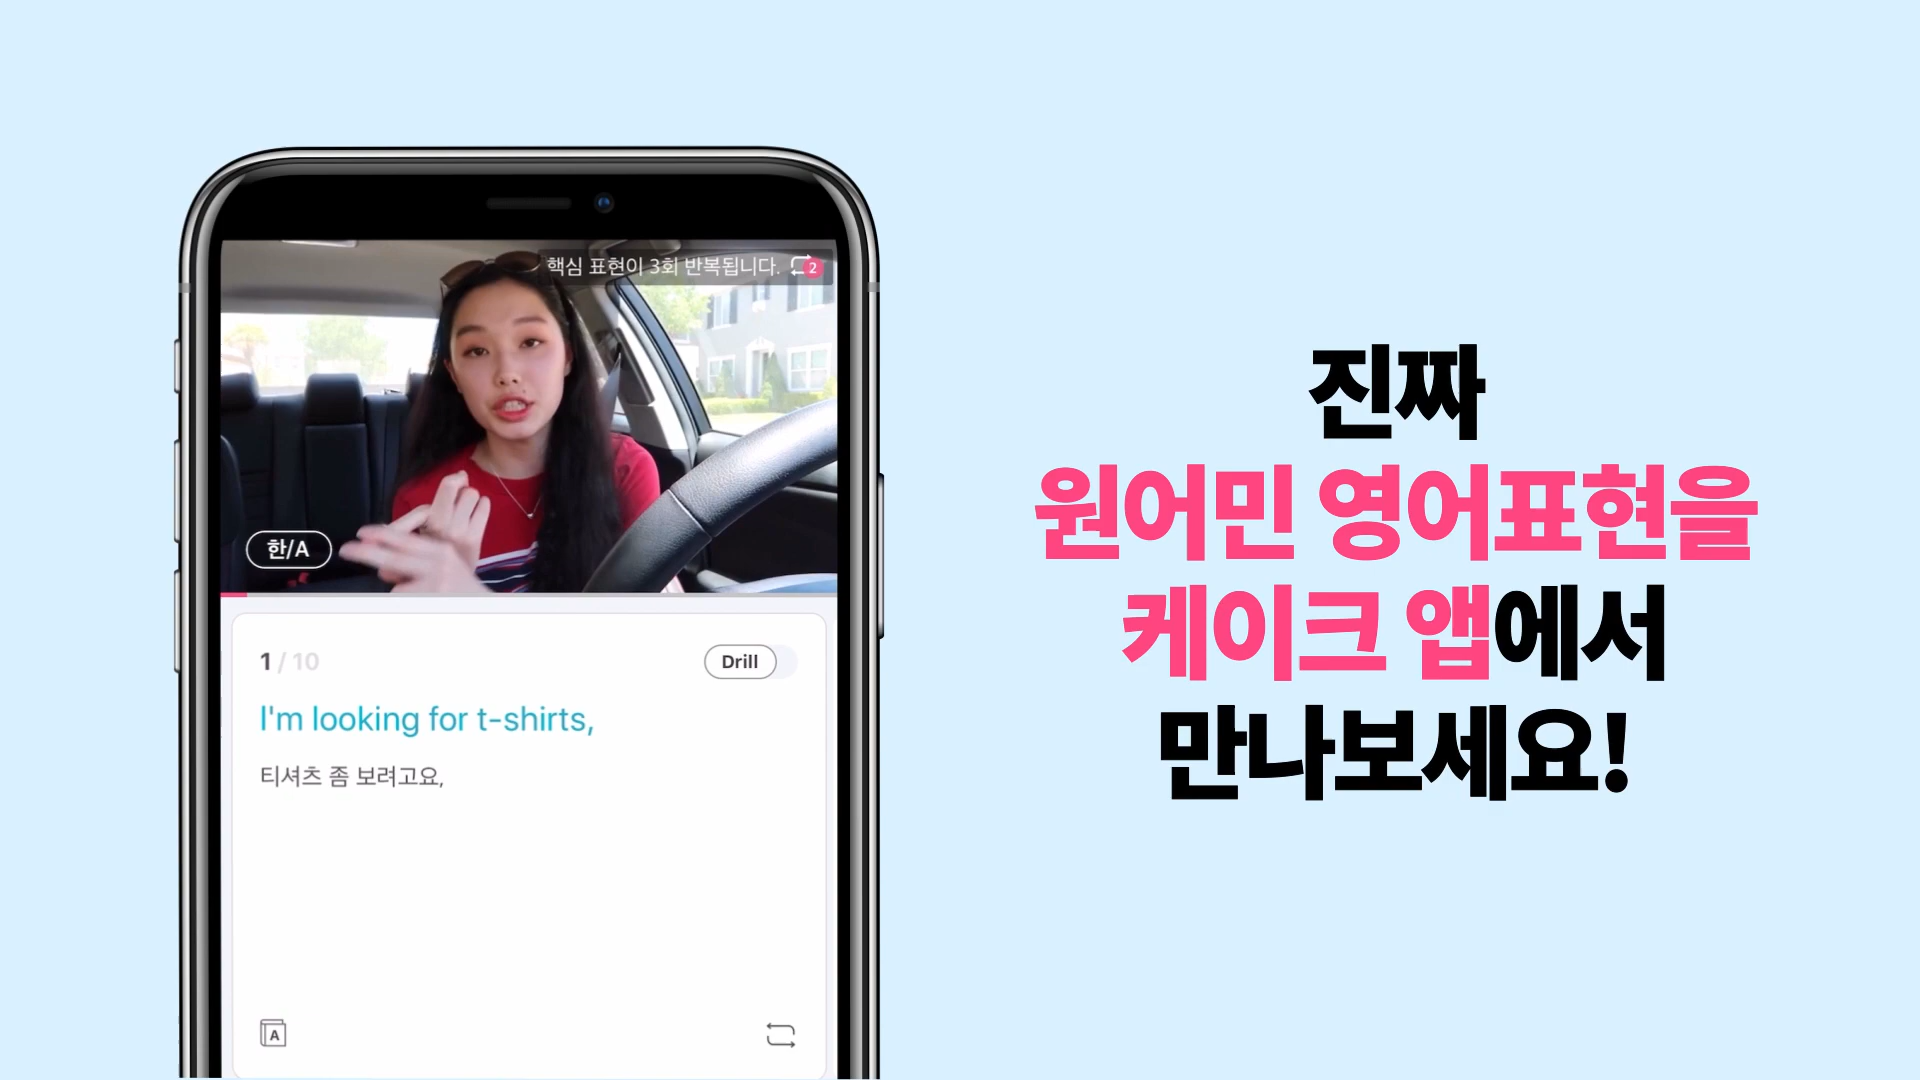 핵심 표현이 3회 반복됩니다. 2
한/A
1 / 10
Drill
I'm looking for t-shirts,
티셔츠 좀 보려고요,
A
진짜
원어민 영어표현을
케이크 앱에서
만나보세요!